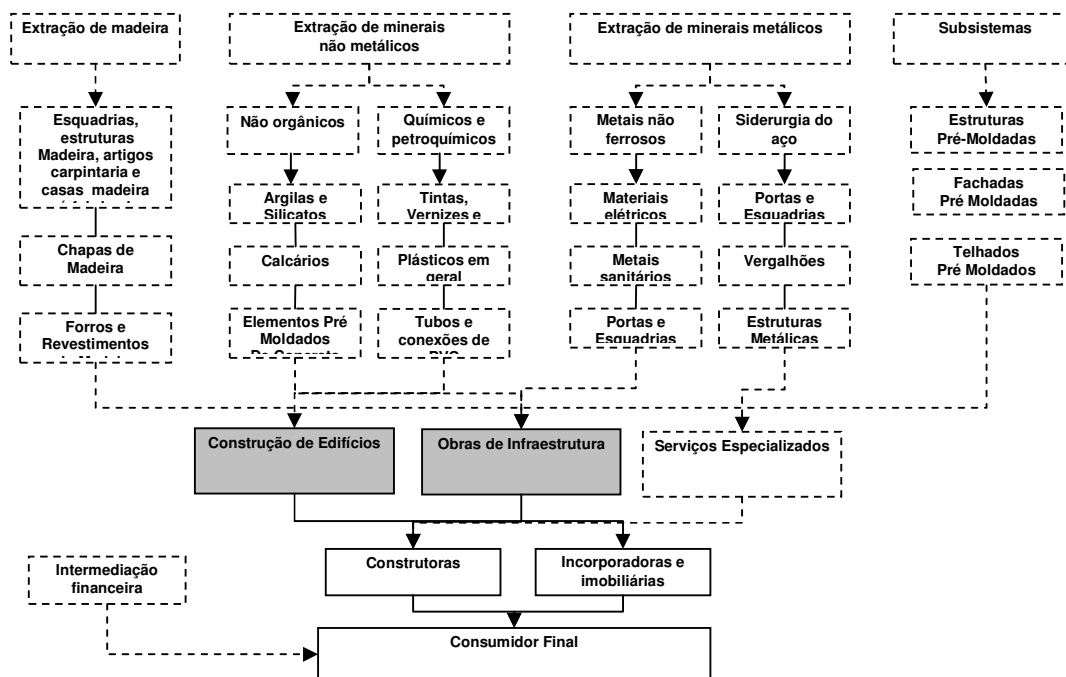 Extração de madeira
Extração de minerais
não metálicos
Extração de minerais metálicos
Subsistemas
Esquadrias,
estruturas
Madeira, artigos
carpintaria e
casas madeira
Não orgânicos
Químicos e
petroquímicos
Metais não
ferrosos
Siderurgia do
aço
Estruturas
Pré-Moldadas
Argilas e
Silicatos
Tintas,
Vernizes e
Materiais
elétricos
Portas e
Esquadrias
Fachadas
Pré Moldadas
Chapas de
Madeira
Calcários
Plásticos em
geral
Metais
sanitários
Vergalhões
Telhados
Pré Moldados
Forros e
Revestimentos
Elementos Pré
Moldados
De Concreto
Tubos e
conexões de
PVC
Portas e
Esquadrias
Estruturas
Metálicas
Construção de Edifícios
Obras de Infraestrutura
Serviços Especializados
Construtoras
Incorporadoras e
imobiliárias
Intermediação
financeira
Consumidor Final